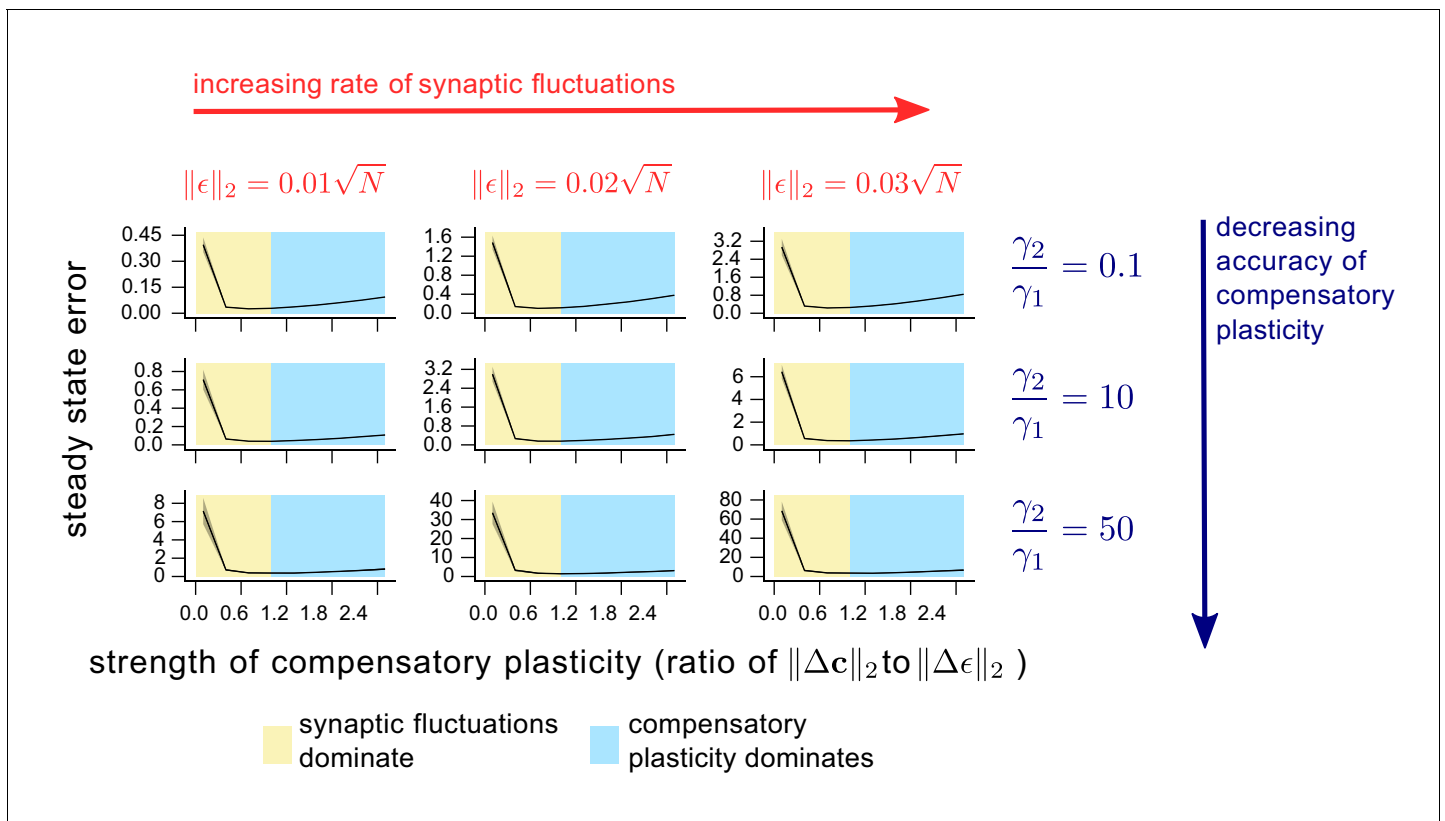 increasing rate of synaptic fluctuations
‖ϵ‖₂ = 0.01√N ‖ϵ‖₂ = 0.02√N ‖ϵ‖₂ = 0.03√N
steady state error
0.45
0.30
0.15
0.00
1.6
1.2
0.8
0.4
0.0
3.2
2.4
1.6
0.8
0.0
γ₂/γ₁ = 0.1
decreasing
accuracy of
compensatory
plasticity
0.8
0.6
0.4
0.2
0.0
3.2
2.4
1.6
0.8
0.0
6
4
2
0
γ₂/γ₁ = 10
8
6
4
2
0
40
30
20
10
0
80
60
40
20
0
γ₂/γ₁ = 50
0.0 0.6 1.2 1.8 2.4 0.0 0.6 1.2 1.8 2.4 0.0 0.6 1.2 1.8 2.4
strength of compensatory plasticity (ratio of ‖Δc‖₂ to ‖Δϵ‖₂ )
synaptic fluctuations
dominate
compensatory
plasticity dominates